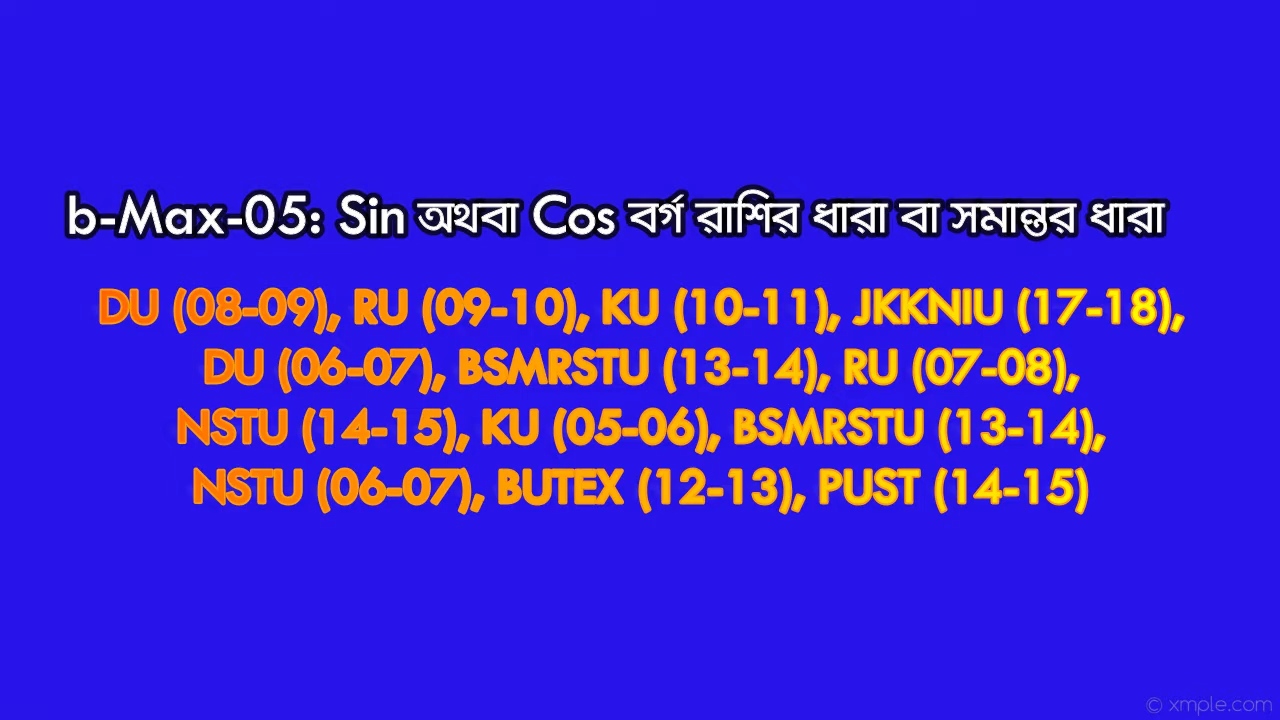 b-Max-05: Sin অথবা Cos বর্গ রাশির ধারা বা সমান্তর ধারা
DU (08-09), RU (09-10), KU (10-11), JKKNIU (17-18),
DU (06-07), BSMRSTU (13-14), RU (07-08),
NSTU (14-15), KU (05-06), BSMRSTU (13-14),
NSTU (06-07), BUTEX (12-13), PUST (14-15)
© xmple.com